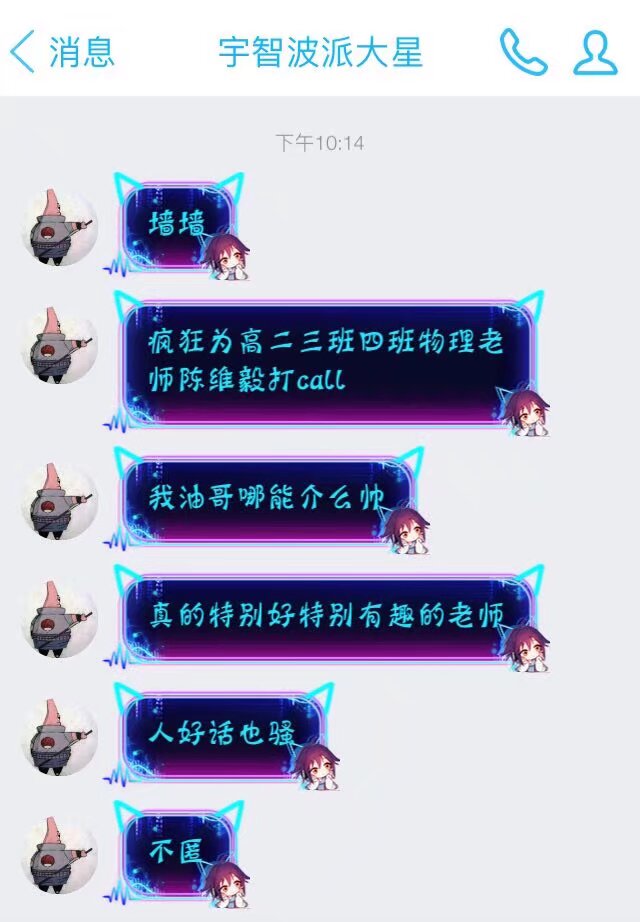 消息
宇智波派大星
下午10:14
墙墙
疯狂为高二三班四班物理老
师陈维毅打call
我油哥哪能介么帅
真的特别好特别有趣的老师
人好话也骚
不匿